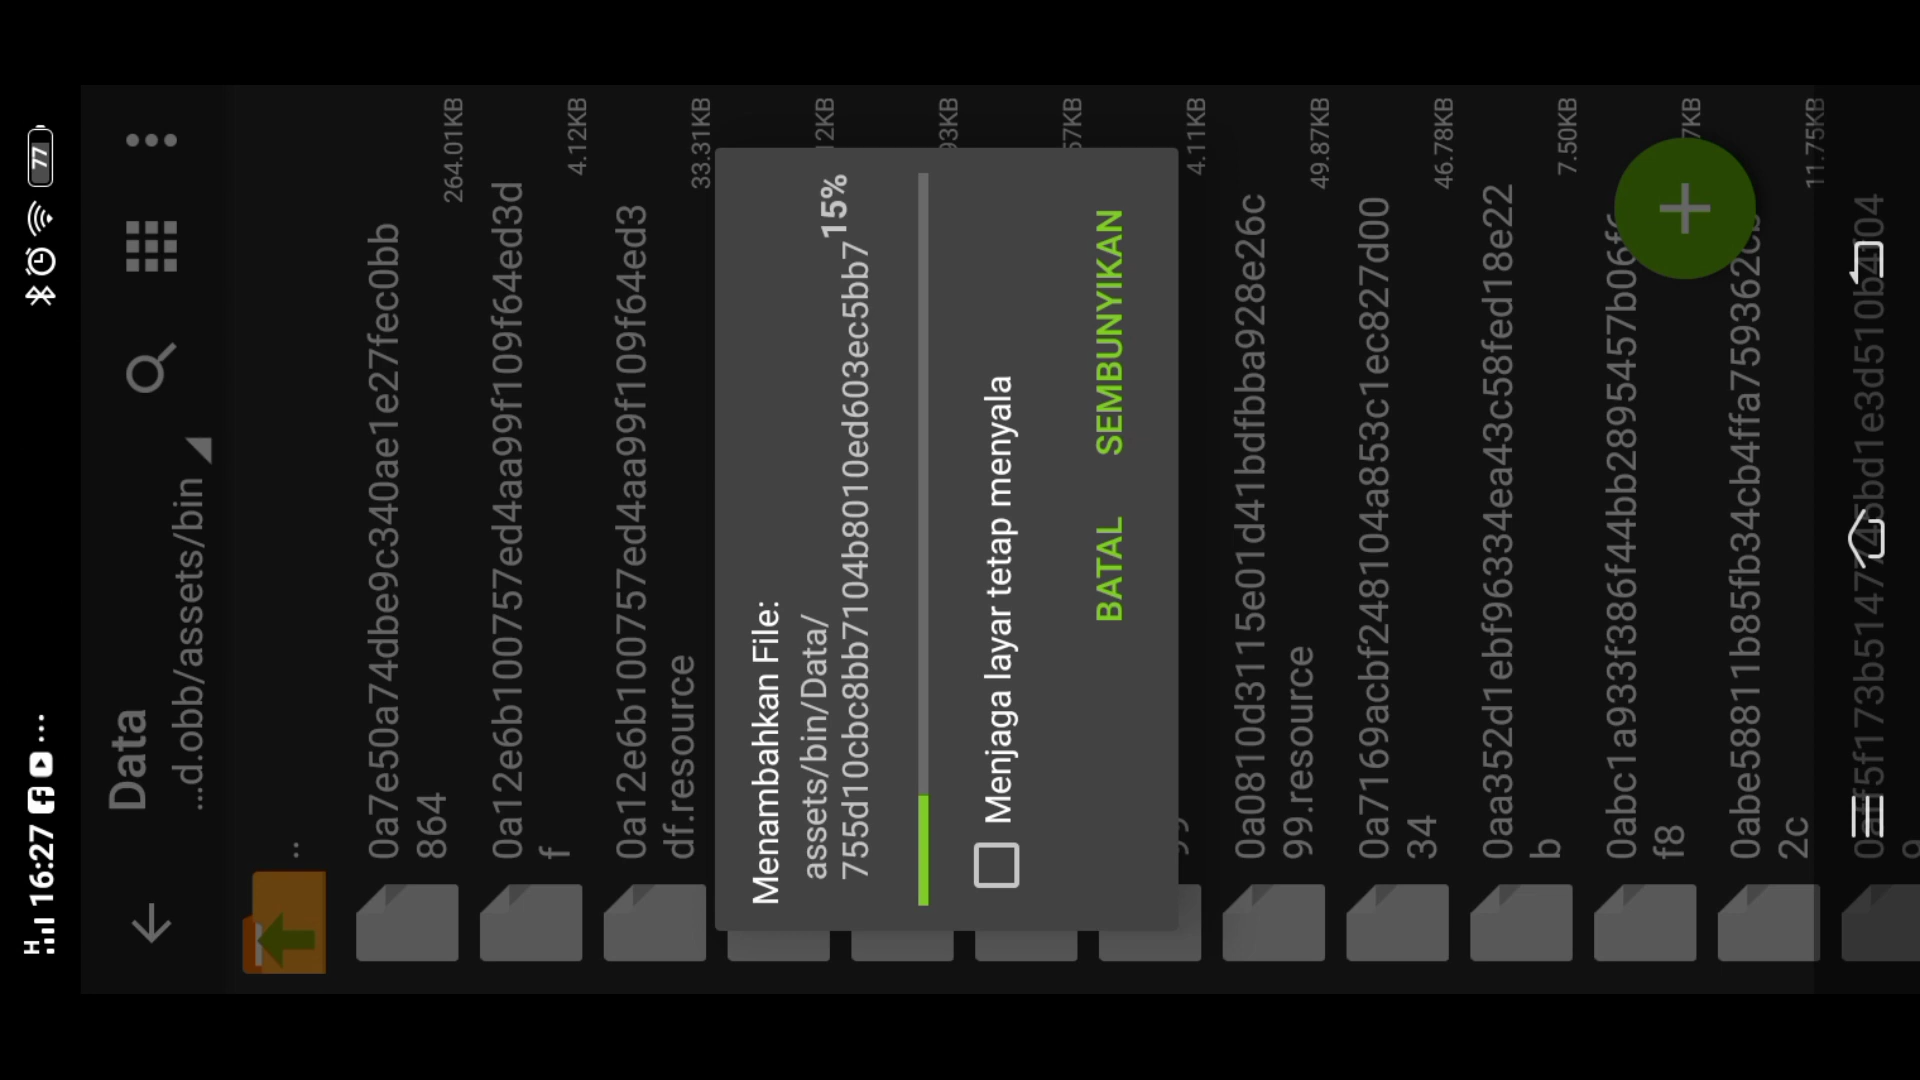 H 16:27 ...
77
Data
...d.obb/assets/bin
..
0a7e50a74dbe9c340ae1e27fec0bb
864
264.01KB
0a12e6b100757ed4aa99f109f64ed3d
f
4.12KB
0a12e6b100757ed4aa99f109f64ed3
df.resource
33.31KB
Menambahkan File:
assets/bin/Data/
755d10cbc8bb7104b8010ed603ec5bb7
15%
Menjaga layar tetap menyala
BATAL
SEMBUNYIKAN
4.11KB
0a0810d3115e01d41bdfbba928e26c
99.resource
49.87KB
0a7169acbf248104a853c1ec827d00
34
46.78KB
0aa352d1ebf96334ea43c58fed18e22
b
7.50KB
f8
2c
11.75KB